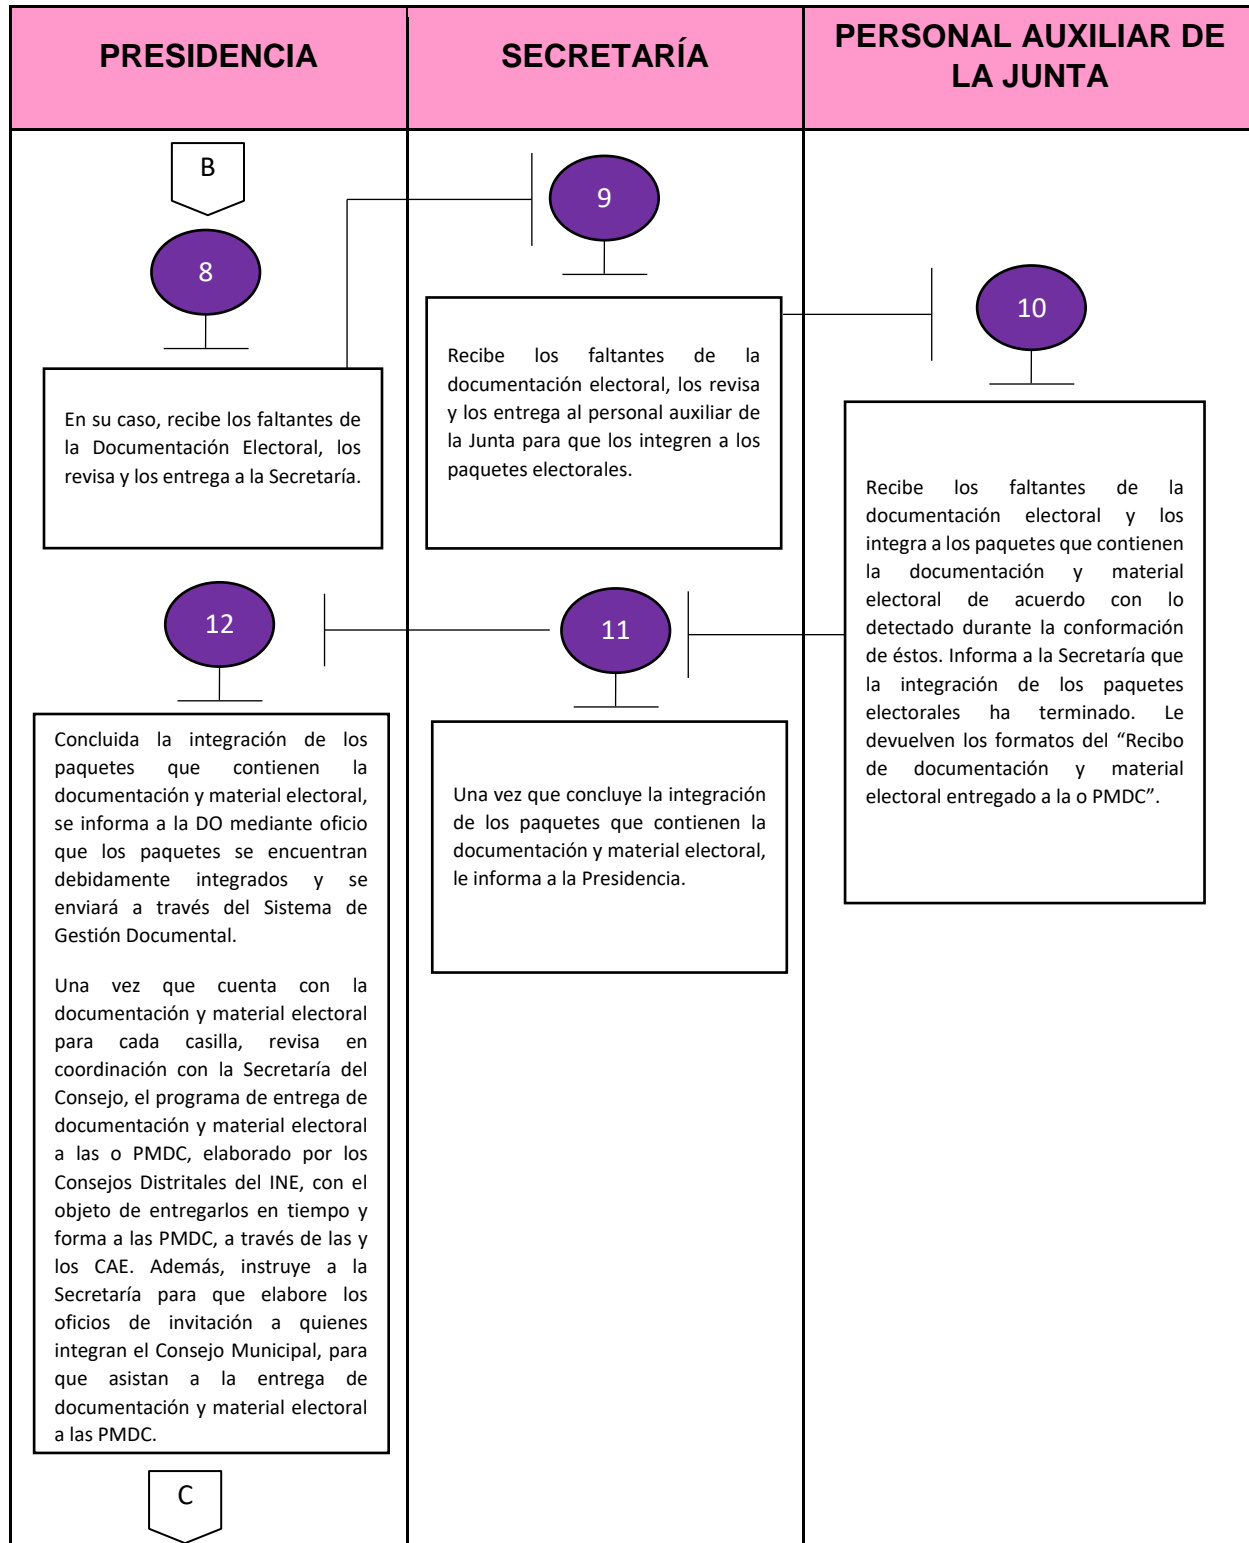 PRESIDENCIA
SECRETARÍA
PERSONAL AUXILIAR DE
LA JUNTA
B
8
En su caso, recibe los faltantes de
la Documentación Electoral, los
revisa y los entrega a la Secretaría.
9
Recibe los faltantes de la
documentación electoral, los revisa
y los entrega al personal auxiliar de
la Junta para que los integren a los
paquetes electorales.
10
Recibe los faltantes de la
documentación electoral y los
integra a los paquetes que contienen
la documentación y material
electoral de acuerdo con lo
detectado durante la conformación
de éstos. Informa a la Secretaría que
la integración de los paquetes
electorales ha terminado. Le
devuelven los formatos del “Recibo
de documentación y material
electoral entregado a la o PMDC”.
11
Una vez que concluye la integración
de los paquetes que contienen la
documentación y material electoral,
le informa a la Presidencia.
12
Concluida la integración de los
paquetes que contienen la
documentación y material electoral,
se informa a la DO mediante oficio
que los paquetes se encuentran
debidamente integrados y se
enviará a través del Sistema de
Gestión Documental.
Una vez que cuenta con la
documentación y material electoral
para cada casilla, revisa en
coordinación con la Secretaría del
Consejo, el programa de entrega de
documentación y material electoral
a las o PMDC, elaborado por los
Consejos Distritales del INE, con el
objeto de entregarlos en tiempo y
forma a las PMDC, a través de las y
los CAE. Además, instruye a la
Secretaría para que elabore los
oficios de invitación a quienes
integran el Consejo Municipal, para
que asistan a la entrega de
documentación y material electoral
a las PMDC.
C